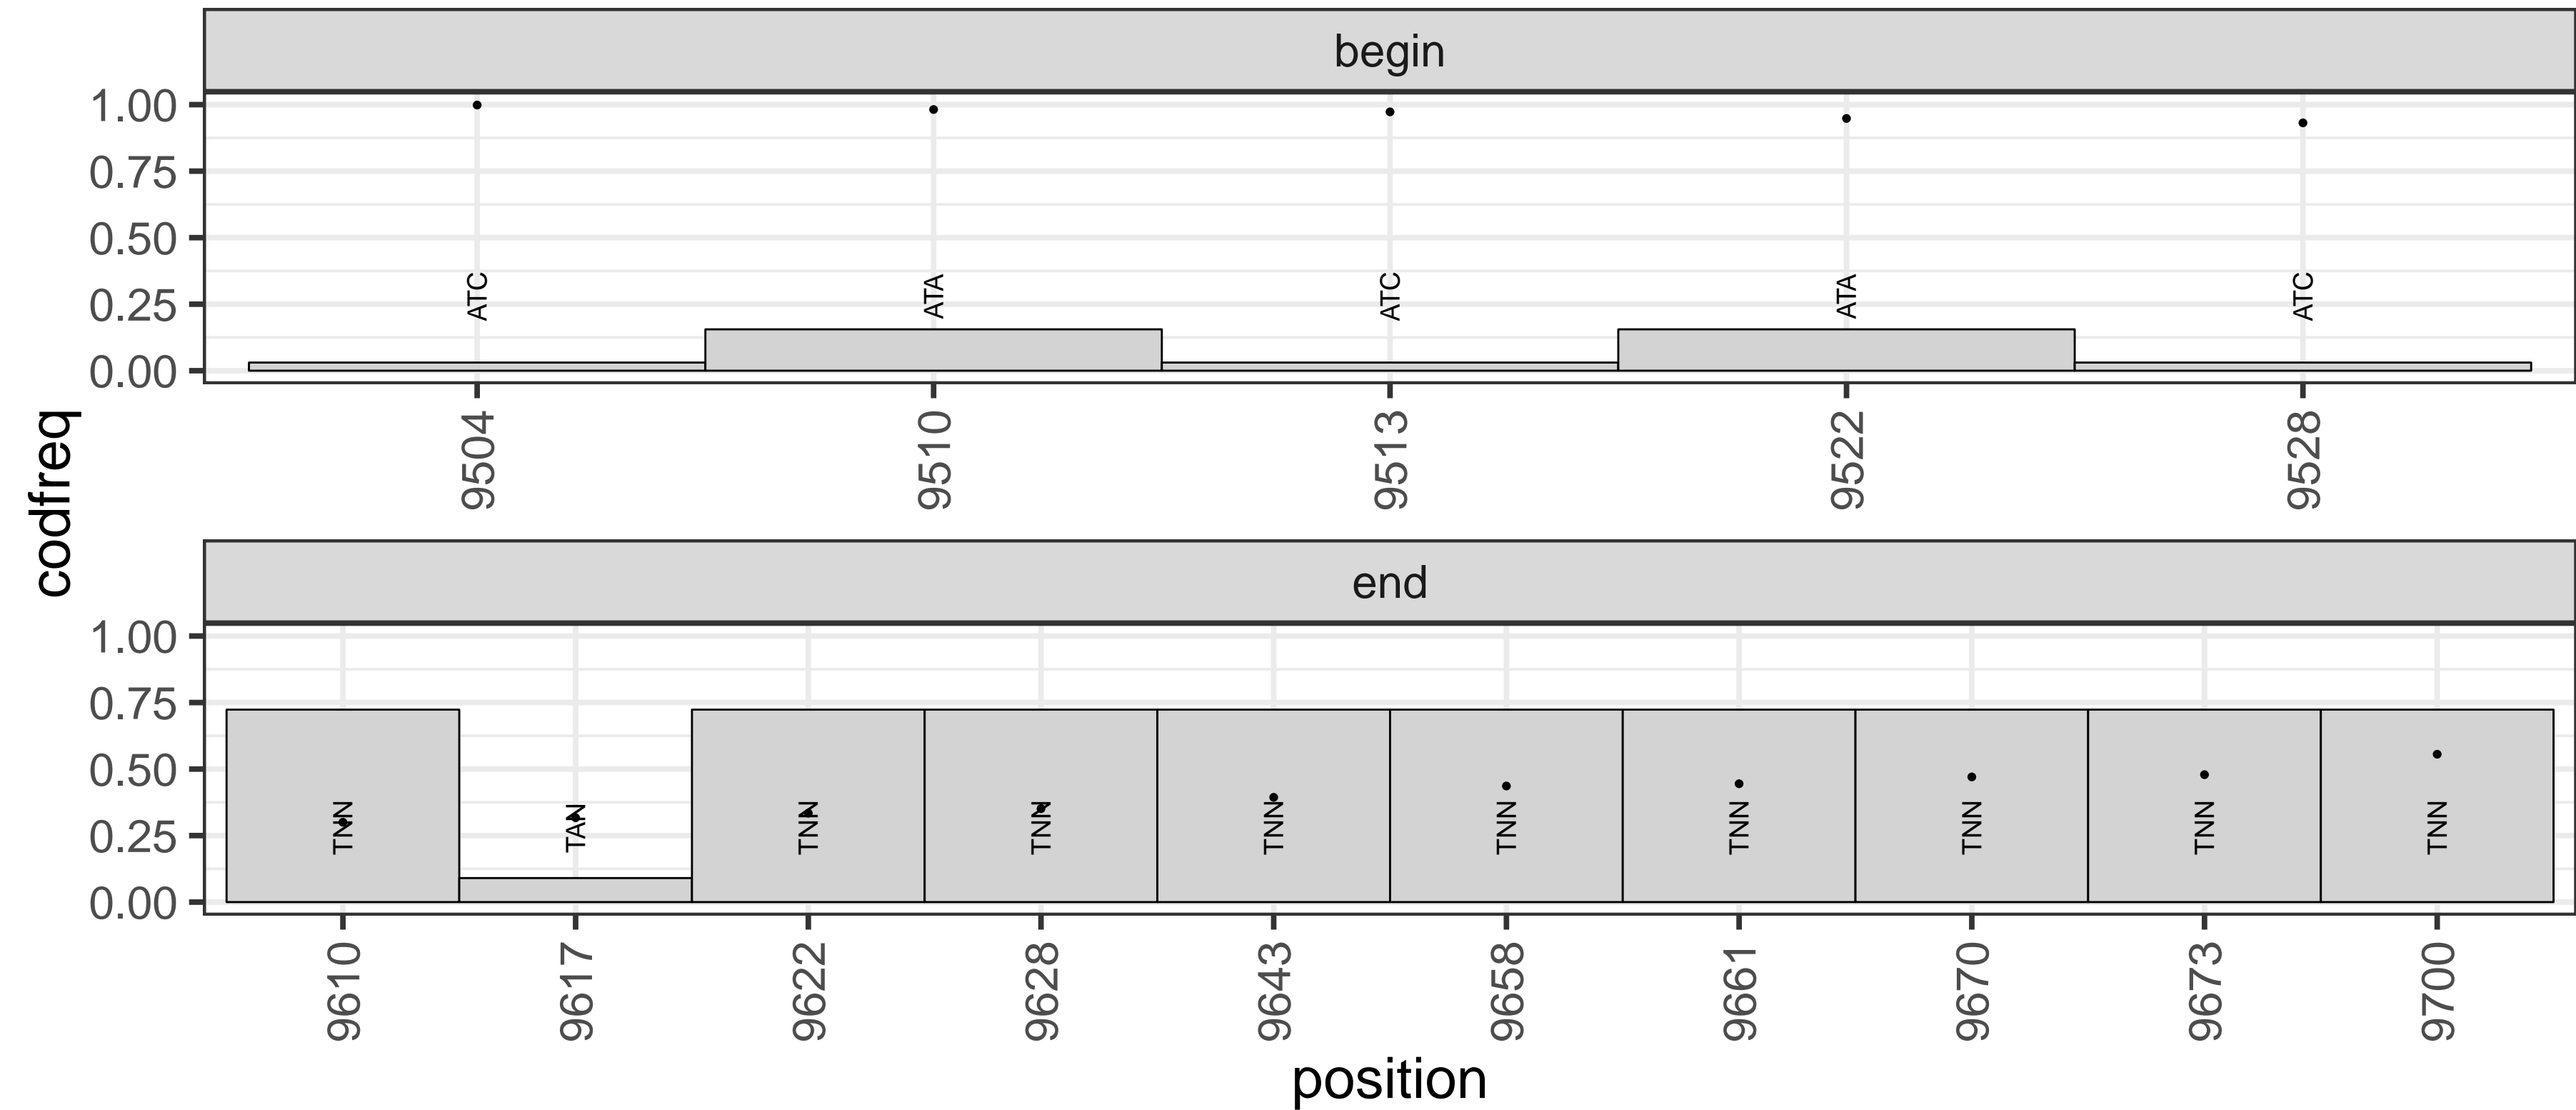 begin
1.00
0.75
0.50
0.25
0.00
ATC ATA ATC ATA ATC
9504 9510 9513 9522 9528
codfreq
end
1.00
0.75
0.50
0.25
0.00
TNN TAN TNN TNN TNN TNN TNN TNN TNN TNN
9610 9617 9622 9628 9643 9658 9661 9670 9673 9700
position